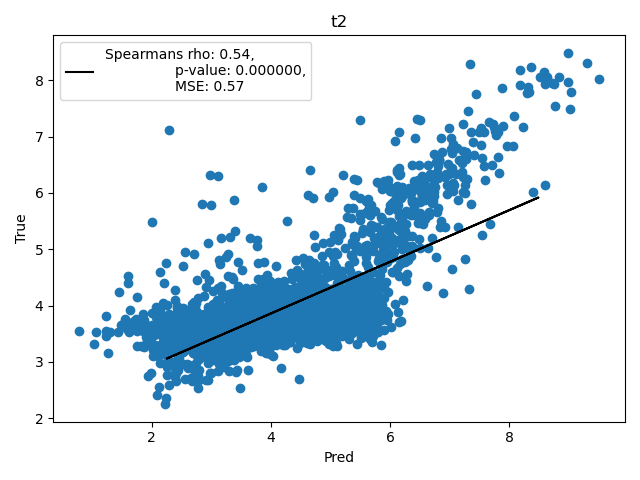 t2
Spearmans rho: 0.54,
p-value: 0.000000,
MSE: 0.57
8
7
6
5
4
3
2
True
2
4
6
8
Pred